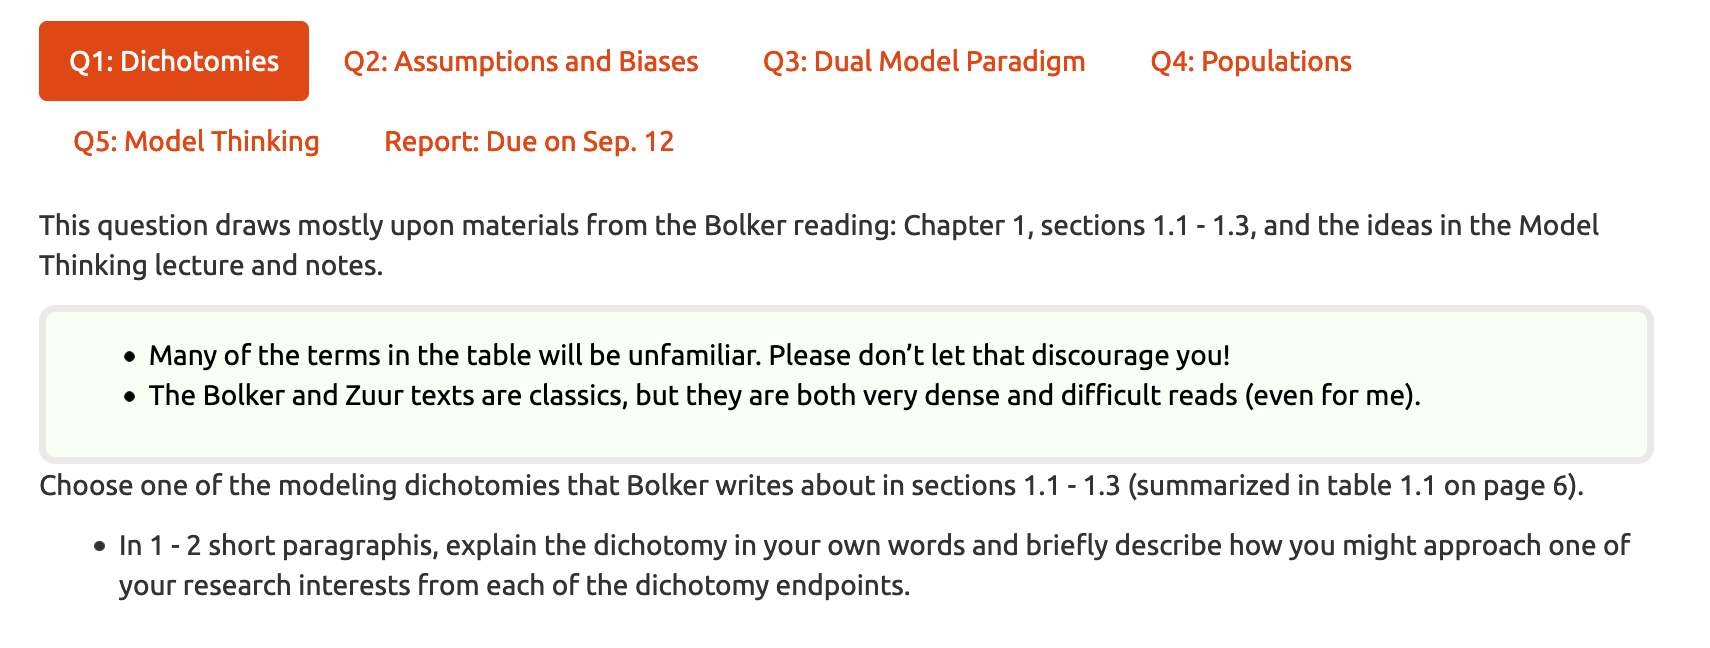 Q1: Dichotomies Q2: Assumptions and Biases Q3: Dual Model Paradigm Q4: Populations
Q5: Model Thinking Report: Due on Sep. 12
This question draws mostly upon materials from the Bolker reading: Chapter 1, sections 1.1 - 1.3, and the ideas in the Model
Thinking lecture and notes.
• Many of the terms in the table will be unfamiliar. Please don’t let that discourage you!
• The Bolker and Zuur texts are classics, but they are both very dense and difficult reads (even for me).
Choose one of the modeling dichotomies that Bolker writes about in sections 1.1 - 1.3 (summarized in table 1.1 on page 6).
• In 1 - 2 short paragraphis, explain the dichotomy in your own words and briefly describe how you might approach one of
your research interests from each of the dichotomy endpoints.